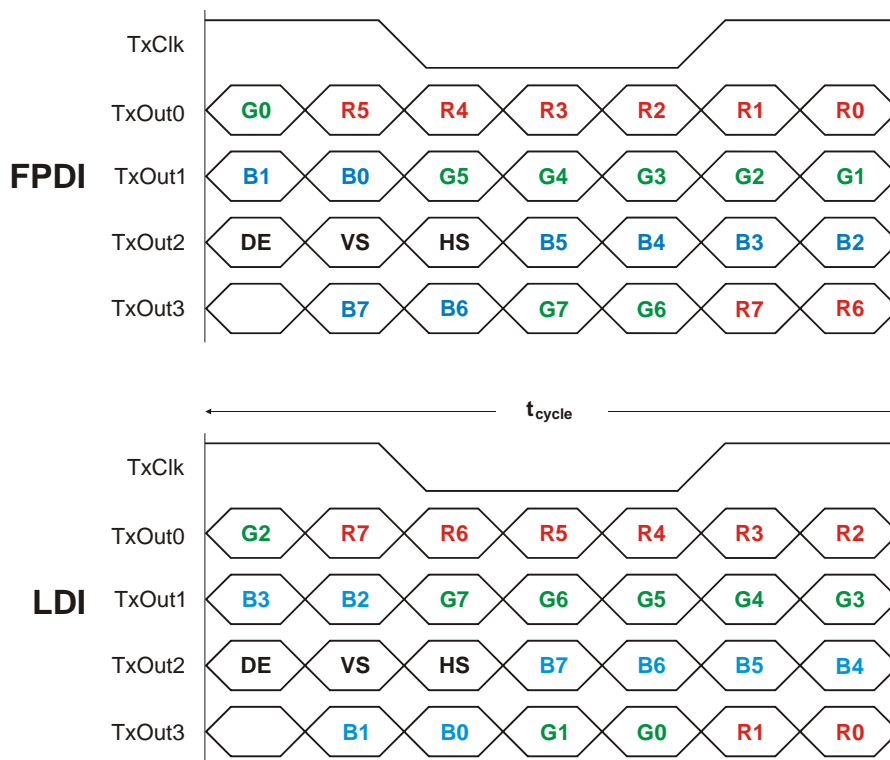 TxClk
TxOut0 G0 R5 R4 R3 R2 R1 R0
FPDI TxOut1 B1 B0 G5 G4 G3 G2 G1
TxOut2 DE VS HS B5 B4 B3 B2
TxOut3 B7 B6 G7 G6 R7 R6
tcycle
TxClk
TxOut0 G2 R7 R6 R5 R4 R3 R2
LDI TxOut1 B3 B2 G7 G6 G5 G4 G3
TxOut2 DE VS HS B7 B6 B5 B4
TxOut3 B1 B0 G1 G0 R1 R0